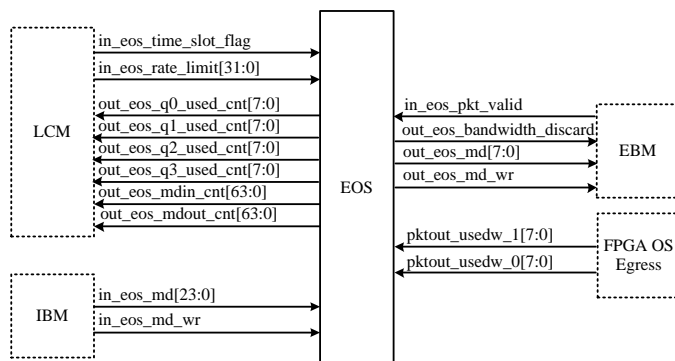 in_eos_time_slot_flag
in_eos_rate_limit[31:0]
out_eos_q0_used_cnt[7:0]
out_eos_q1_used_cnt[7:0]
out_eos_q2_used_cnt[7:0]
out_eos_q3_used_cnt[7:0]
out_eos_mdin_cnt[63:0]
out_eos_mdout_cnt[63:0]
LCM
in_eos_md[23:0]
in_eos_md_wr
IBM
EOS
in_eos_pkt_valid
out_eos_bandwidth_discard
out_eos_md[7:0]
out_eos_md_wr
EBM
pktout_usedw_1[7:0]
pktout_usedw_0[7:0]
FPGA OS
Egress